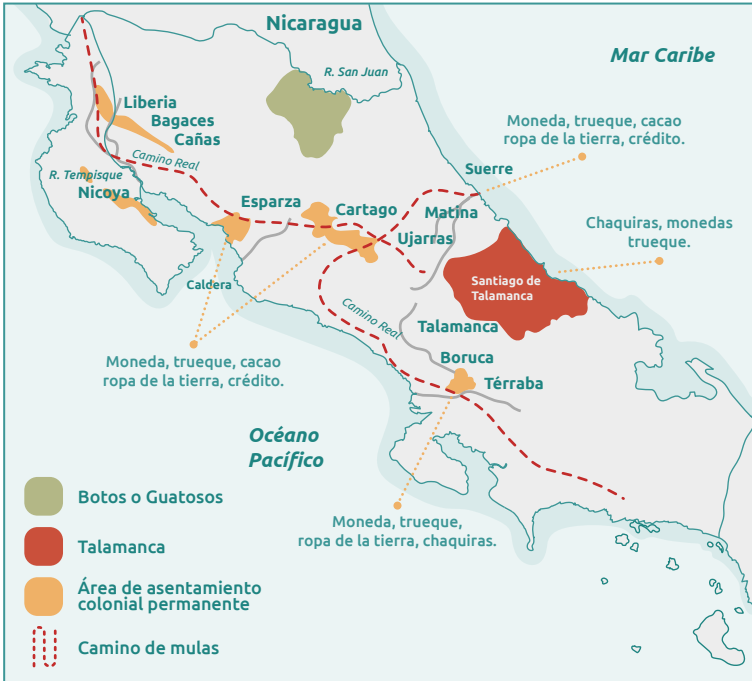 Nicaragua
Mar Caribe
R. San Juan
Liberia
Bagaces
Cañas
Moneda, trueque, cacao
ropa de la tierra, crédito.
Camino Real
Suerre
R. Tempisque
Nicoya
Esparza
Cartago
Matina
Ujarras
Chaquiras, monedas
trueque.
Caldera
Santiago de
Talamanca
Camino Real
Talamanca
Boruca
Térraba
Moneda, trueque, cacao
ropa de la tierra, crédito.
Océano
Pacífico
Moneda, trueque,
ropa de la tierra, chaquiras.
Botos o Guatosos
Talamanca
Área de asentamiento
colonial permanente
Camino de mulas